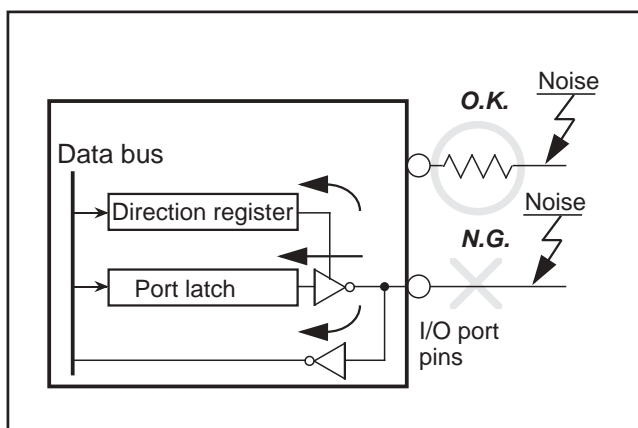 Noise
O.K.
Data bus
Noise
Direction register
N.G.
Port latch
I/O port
pins